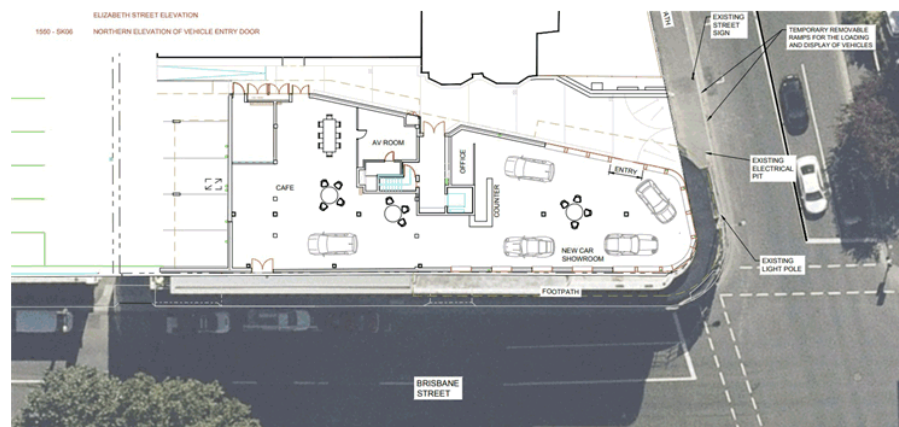 ELIZABETH STREET ELEVATION
1550 - SK06 NORTHERN ELEVATION OF VEHICLE ENTRY DOOR
PATH
EXISTING
STREET
SIGN
TEMPORARY REMOVABLE
RAMPS FOR THE LOADING
AND DISPLAY OF VEHICLES
AV ROOM
OFFICE
CAFE
COUNTER
ENTRY
EXISTING
ELECTRICAL
PIT
NEW CAR
SHOWROOM
EXISTING
LIGHT POLE
FOOTPATH
BRISBANE
STREET